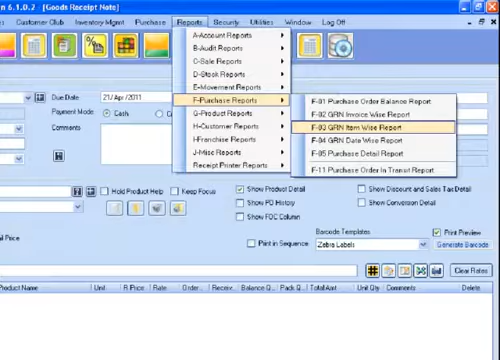 n 6.1.0.2 - [Goods Receipt Note]
Customer Club Inventory Mgmt Purchase Reports Security Utilities Window Log Off
A-Account Reports
B-Audit Reports
C-Sale Reports
D-Stock Reports
E-Movement Reports
F-Purchase Reports
G-Product Reports
H-Customer Reports
I-Franchise Reports
J-Misc Reports
Receipt Printer Reports
F-01 Purchase Order Balance Report
F-02 GRN Invoice Wise Report
F-03 GRN Item Wise Report
F-04 GRN Date Wise Report
F-05 Purchase Detail Report
F-11 Purchase Order In Transit Report
Due Date 21/Apr/2011
Payment Mode Cash
Comments
Hold Product Help Keep Focus Show Product Detail Show Discount and Sales Tax Detail
Show PO History Show Conversion Detail
Show FOC Column
Print in Sequence Barcode Templates Zebra Labels Print Preview Generate Barcode
tail Price
Clear Rates
Product Name Unit R.Price Rate Order... Receiv... Balance Q... Pack Q... Total Amt Unit Qty Comments Delete